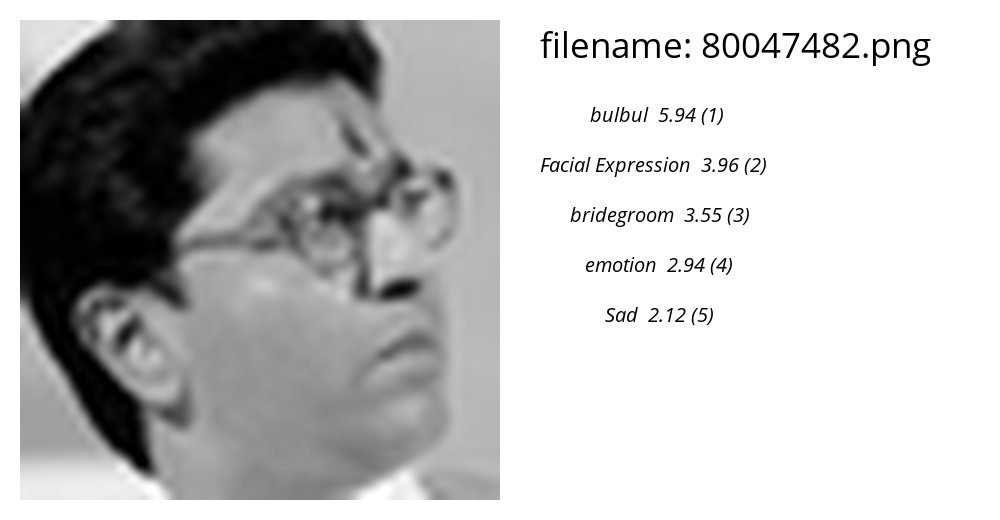 filename: 80047482.png
bulbul 5.94 (1)
Facial Expression 3.96 (2)
bridegroom 3.55 (3)
emotion 2.94 (4)
Sad 2.12 (5)